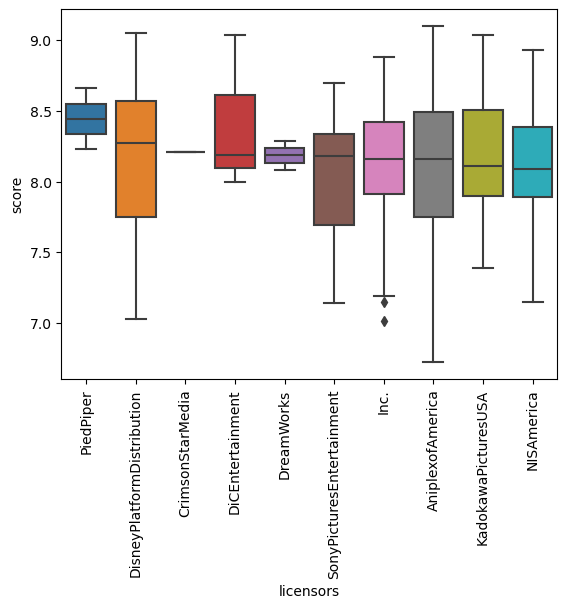 9.0
8.5
8.0
7.5
7.0
score
PiedPiper
DisneyPlatformDistribution
CrimsonStarMedia
DiCEntertainment
DreamWorks
SonyPicturesEntertainment
Inc.
AniplexofAmerica
KadokawaPicturesUSA
NISAmerica
licensors